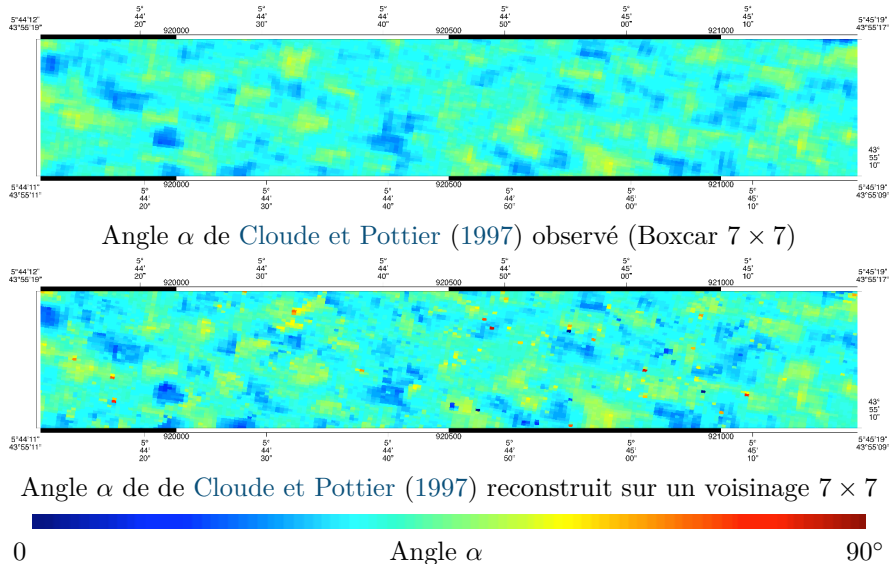 5° 5° 5° 5° 5° 5°
5°44'12" 44' 44' 44' 44' 45' 45' 5°45'19"
43°55'19" 20" 920000 30" 40" 920500 50" 00" 921000 10" 43°55'17"
43°
55'
10"
5°44'11" 920000 920500 921000 5°45'19"
43°55'11" 5° 5° 5° 5° 5° 5° 43°55'09"
44' 44' 44' 44' 45' 45'
20" 30" 40" 50" 00" 10"
Angle α de Cloude et Pottier (1997) observé (Boxcar 7 × 7)
5° 5° 5° 5° 5° 5°
5°44'12" 44' 44' 44' 44' 45' 45' 5°45'19"
43°55'19" 20" 920000 30" 40" 920500 50" 00" 921000 10" 43°55'17"
43°
55'
10"
5°44'11" 920000 920500 921000 5°45'19"
43°55'11" 5° 5° 5° 5° 5° 5° 43°55'09"
44' 44' 44' 44' 45' 45'
20" 30" 40" 50" 00" 10"
Angle α de de Cloude et Pottier (1997) reconstruit sur un voisinage 7 × 7
0 Angle α 90°